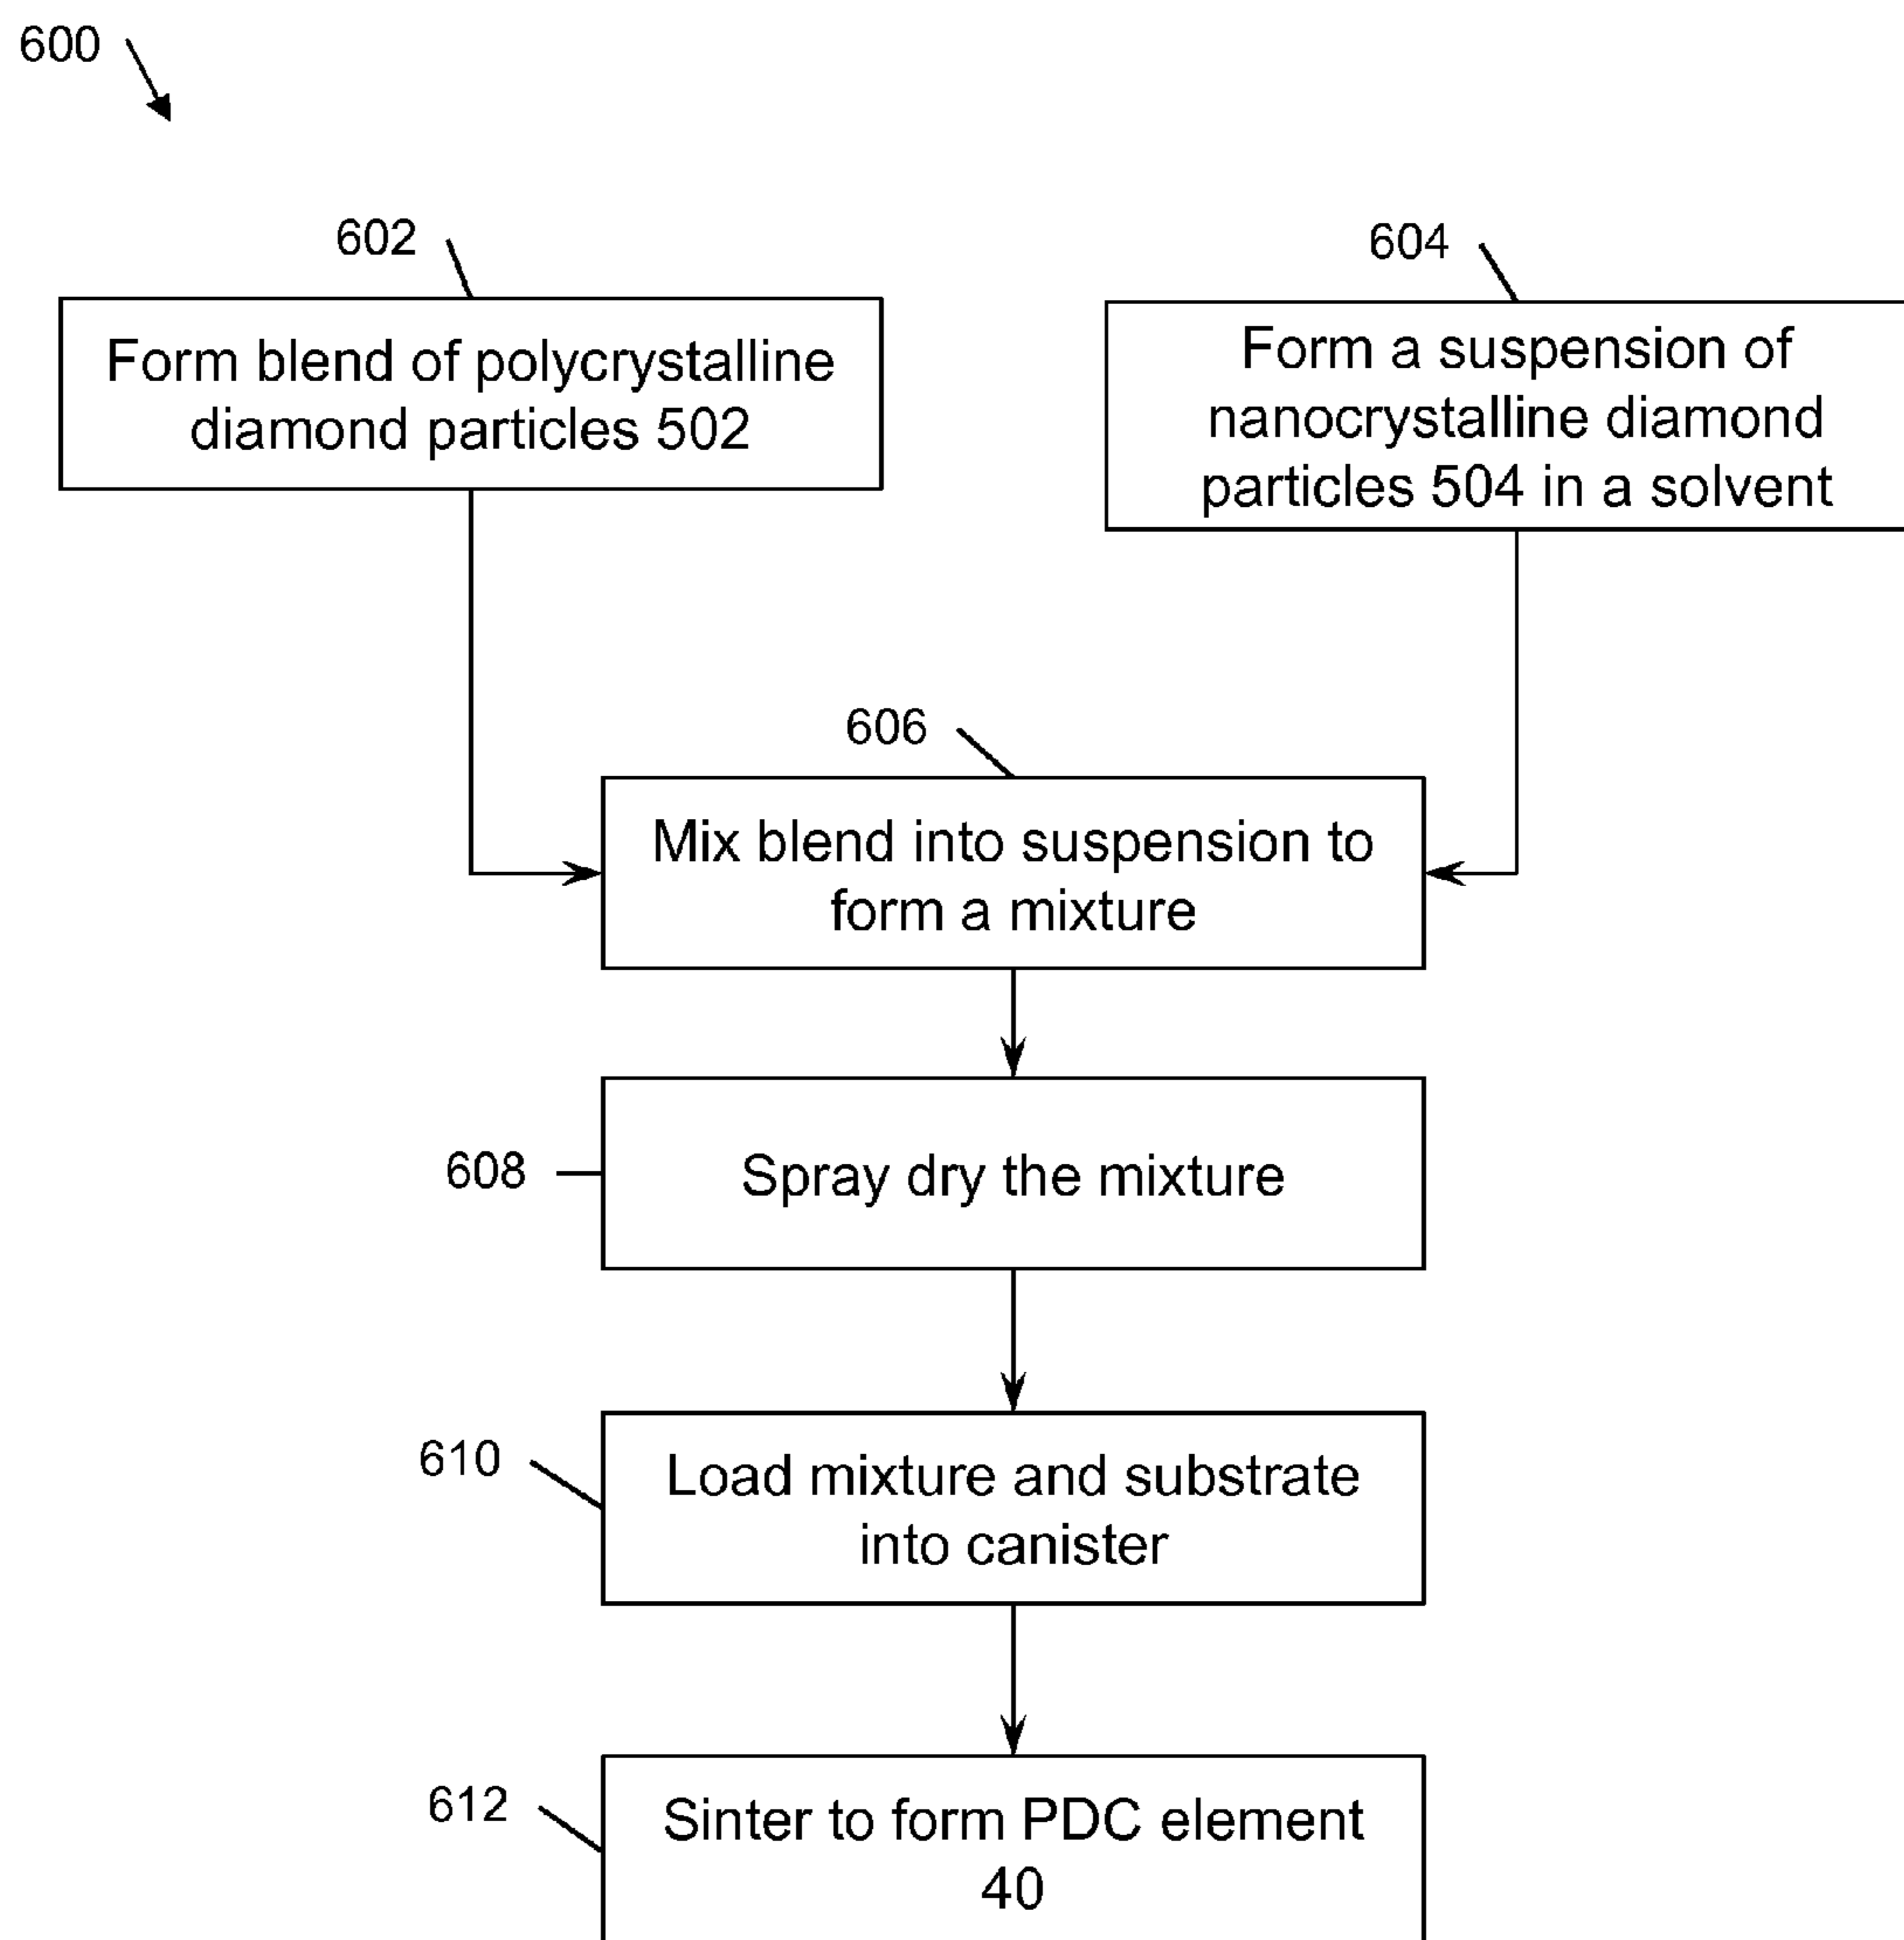 600
602
Form blend of polycrystalline
diamond particles 502
604
Form a suspension of
nanocrystalline diamond
particles 504 in a solvent
606
Mix blend into suspension to
form a mixture
608
Spray dry the mixture
610
Load mixture and substrate
into canister
612
Sinter to form PDC element
40